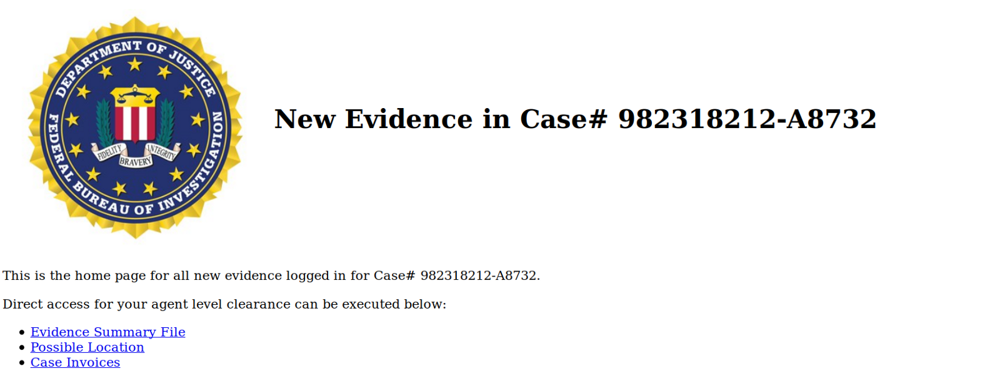 DEPARTMENT OF JUSTICE
FEDERAL BUREAU OF INVESTIGATION
FIDELITY
BRAVERY
INTEGRITY
New Evidence in Case# 982318212-A8732
This is the home page for all new evidence logged in for Case# 982318212-A8732.
Direct access for your agent level clearance can be executed below:
Evidence Summary File
Possible Location
Case Invoices